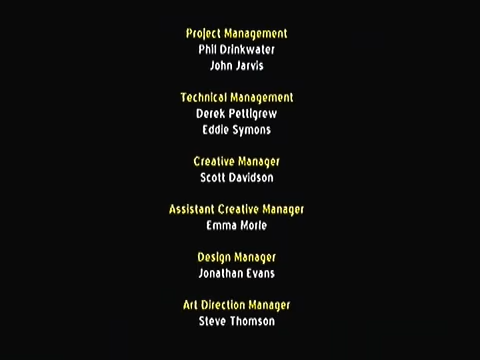 Project Management
Phil Drinkwater
John Jarvis
Technical Management
Derek Pettigrew
Eddie Symons
Creative Manager
Scott Davidson
Assistant Creative Manager
Emma Morle
Design Manager
Jonathan Evans
Art Direction Manager
Steve Thomson